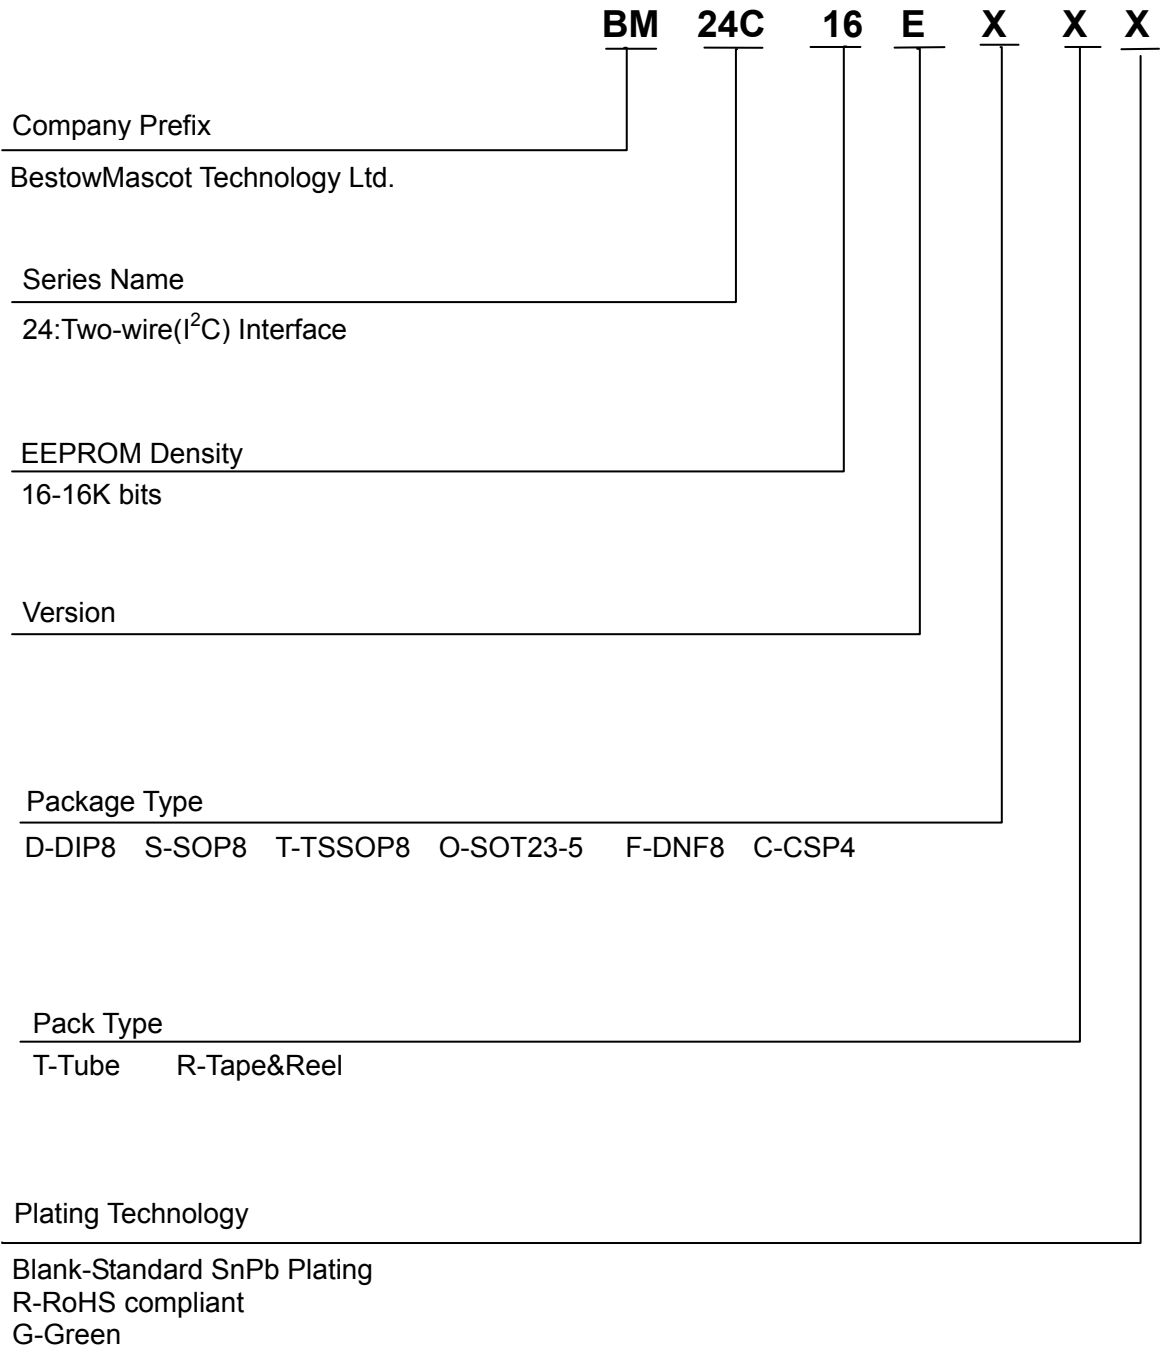 BM 24C 16 E X X X
Company Prefix
BestowMascot Technology Ltd.
Series Name
24:Two-wire(I²C) Interface
EEPROM Density
16-16K bits
Version
Package Type
D-DIP8 S-SOP8 T-TSSOP8 O-SOT23-5 F-DNF8 C-CSP4
Pack Type
T-Tube R-Tape&Reel
Plating Technology
Blank-Standard SnPb Plating
R-RoHS compliant
G-Green